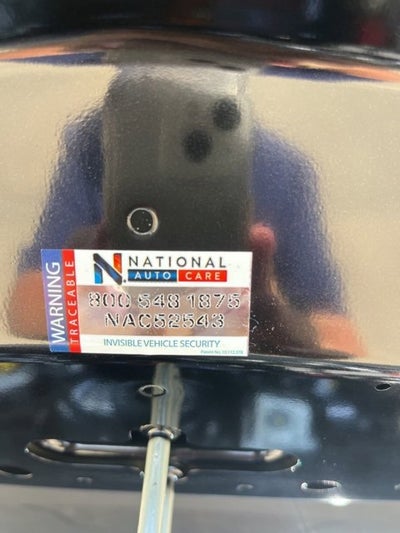 WARNING
TRACEABLE
N. NATIONAL
AUTO CARE
800 548 1875
NAC52543
INVISIBLE VEHICLE SECURITY